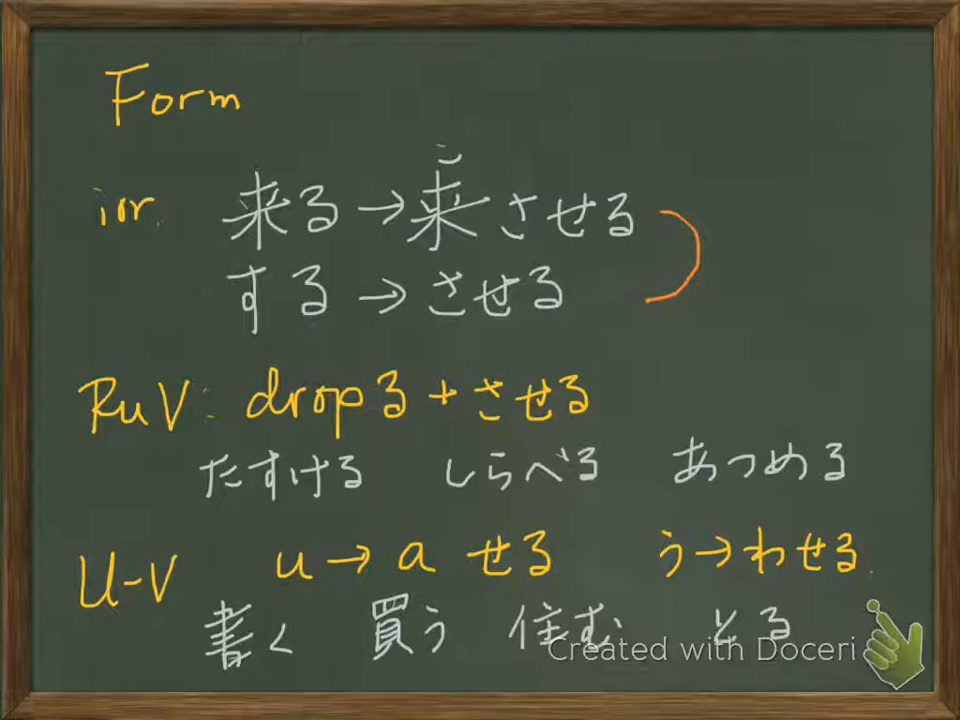 Form
irr. 来る→来させる
こ
する→させる
Ru V: drop る + させる
たすける しらべる あつめる
U-V u→a せる う→わせる
書く 買う 住む とる
Created with Doceri